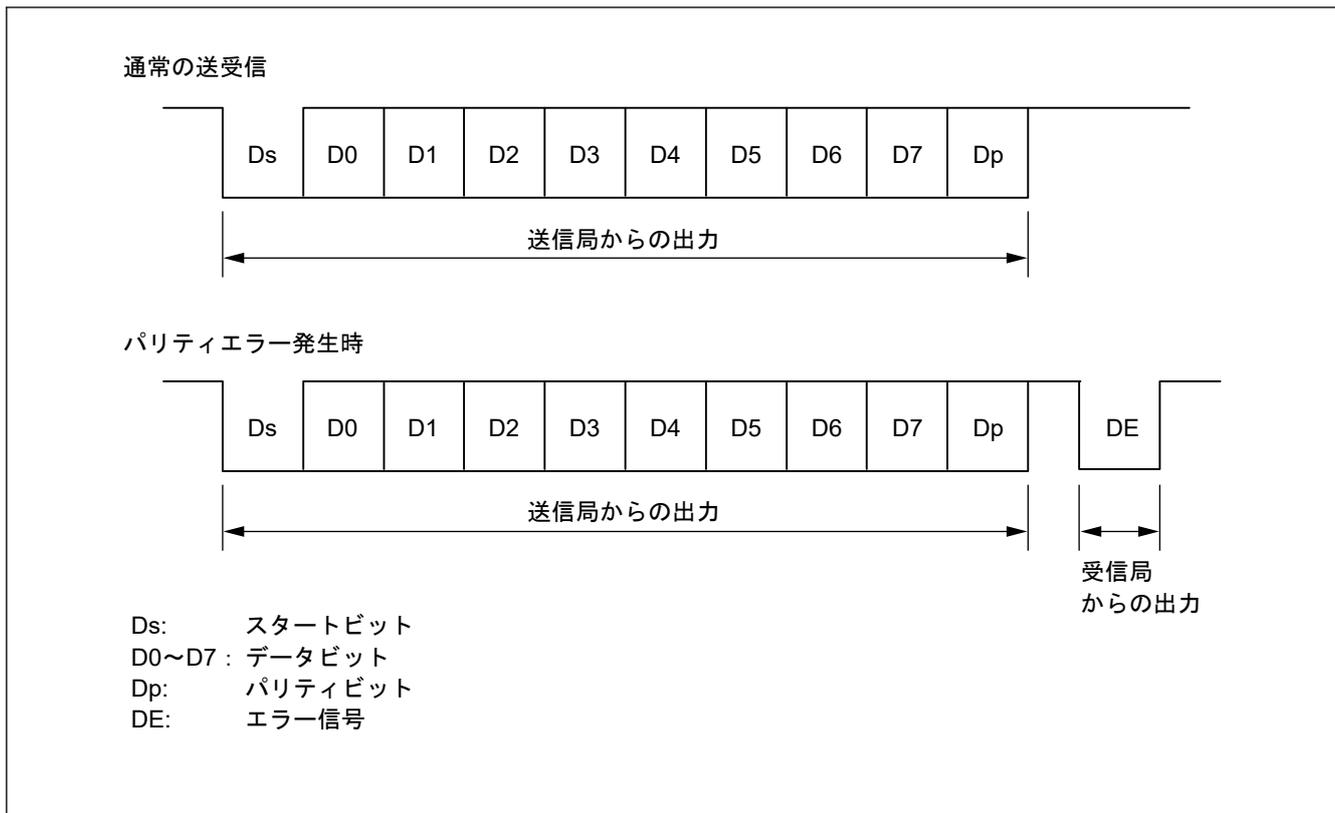 通常の送受信
Ds D0 D1 D2 D3 D4 D5 D6 D7 Dp
送信局からの出力
パリティエラー発生時
Ds D0 D1 D2 D3 D4 D5 D6 D7 Dp DE
送信局からの出力
受信局
からの出力
Ds: スタートビット
D0～D7 : データビット
Dp: パリティビット
DE: エラー信号